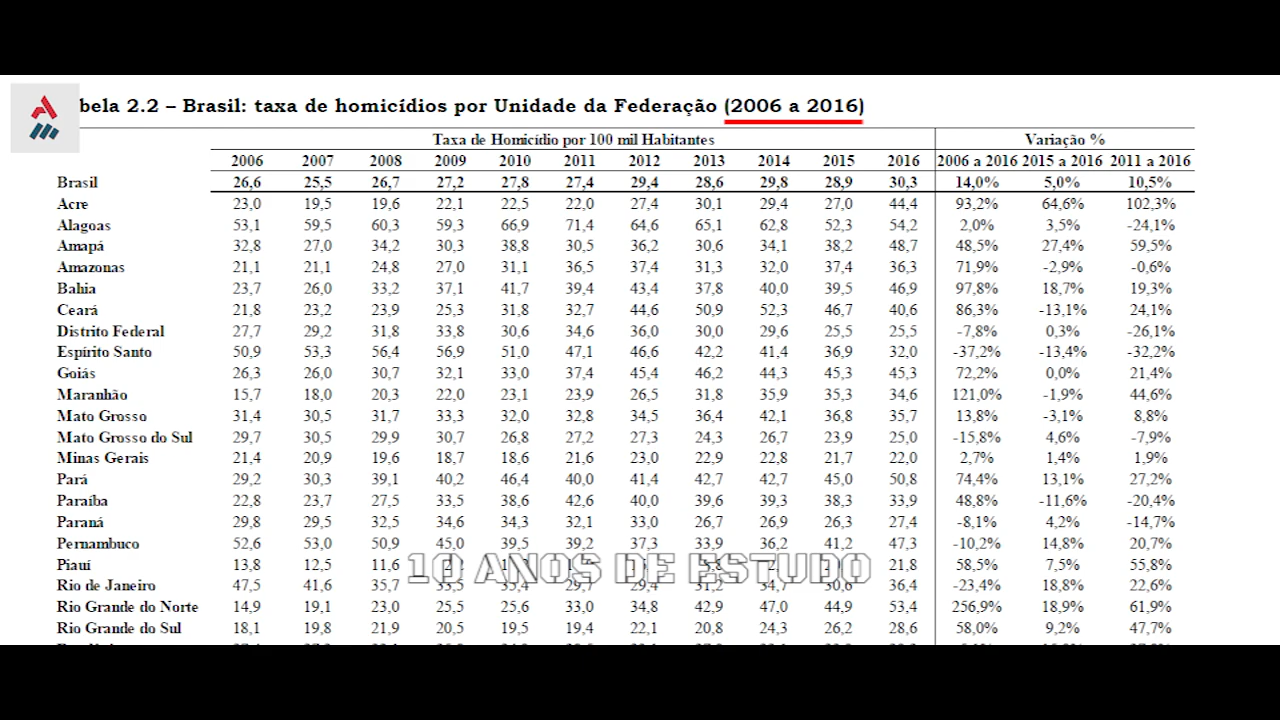 bela 2.2 – Brasil: taxa de homicídios por Unidade da Federação (2006 a 2016)
Taxa de Homicídio por 100 mil Habitantes Variação %
2006 2007 2008 2009 2010 2011 2012 2013 2014 2015 2016 2006 a 2016 2015 a 2016 2011 a 2016
Brasil 26,6 25,5 26,7 27,2 27,8 27,4 29,4 28,6 29,8 28,9 30,3 14,0% 5,0% 10,5%
Acre 23,0 19,5 19,6 22,1 22,5 22,0 27,4 30,1 29,4 27,0 44,4 93,2% 64,6% 102,3%
Alagoas 53,1 59,5 60,3 59,3 66,9 71,4 64,6 65,1 62,8 52,3 54,2 2,0% 3,5% -24,1%
Amapá 32,8 27,0 34,2 30,3 38,8 30,5 36,2 30,6 34,1 38,2 48,7 48,5% 27,4% 59,5%
Amazonas 21,1 21,1 24,8 27,0 31,1 36,5 37,4 31,3 32,0 37,4 36,3 71,9% -2,9% -0,6%
Bahia 23,7 26,0 33,2 37,1 41,7 39,4 43,4 37,8 40,0 39,5 46,9 97,8% 18,7% 19,3%
Ceará 21,8 23,2 23,9 25,3 31,8 32,7 44,6 50,9 52,3 46,7 40,6 86,3% -13,1% 24,1%
Distrito Federal 27,7 29,2 31,8 33,8 30,6 34,6 36,0 30,0 29,6 25,5 25,5 -7,8% 0,3% -26,1%
Espírito Santo 50,9 53,3 56,4 56,9 51,0 47,1 46,6 42,2 41,4 36,9 32,0 -37,2% -13,4% -32,2%
Goiás 26,3 26,0 30,7 32,1 33,0 37,4 45,4 46,2 44,3 45,3 45,3 72,2% 0,0% 21,4%
Maranhão 15,7 18,0 20,3 22,0 23,1 23,9 26,5 31,8 35,9 35,3 34,6 121,0% -1,9% 44,6%
Mato Grosso 31,4 30,5 31,7 33,3 32,0 32,8 34,5 36,4 42,1 36,8 35,7 13,8% -3,1% 8,8%
Mato Grosso do Sul 29,7 30,5 29,9 30,7 26,8 27,2 27,3 24,3 26,7 23,9 25,0 -15,8% 4,6% -7,9%
Minas Gerais 21,4 20,9 19,6 18,7 18,6 21,6 23,0 22,9 22,8 21,7 22,0 2,7% 1,4% 1,9%
Pará 29,2 30,3 39,1 40,2 46,4 40,0 41,4 42,7 42,7 45,0 50,8 74,4% 13,1% 27,2%
Paraíba 22,8 23,7 27,5 33,5 38,6 42,6 40,0 39,6 39,3 38,3 33,9 48,8% -11,6% -20,4%
Paraná 29,8 29,5 32,5 34,6 34,3 32,1 33,0 26,7 26,9 26,3 27,4 -8,1% 4,2% -14,7%
Pernambuco 52,6 53,0 50,9 45,0 39,5 39,2 37,3 33,9 36,2 41,2 47,3 -10,2% 14,8% 20,7%
Piauí 13,8 12,5 11,6 21,8 58,5% 7,5% 55,8%
10 ANOS DE ESTUDO
Rio de Janeiro 47,5 41,6 35,7 33,5 35,4 29,7 29,4 31,2 34,7 30,6 36,4 -23,4% 18,8% 22,6%
Rio Grande do Norte 14,9 19,1 23,0 25,5 25,6 33,0 34,8 42,9 47,0 44,9 53,4 256,9% 18,9% 61,9%
Rio Grande do Sul 18,1 19,8 21,9 20,5 19,5 19,4 22,1 20,8 24,3 26,2 28,6 58,0% 9,2% 47,7%